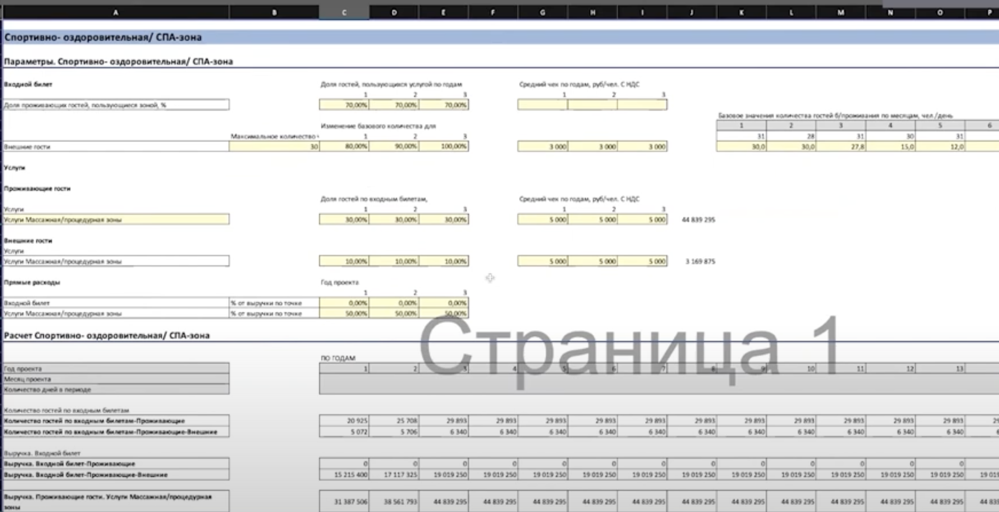 A B C D E F G H I J K L M N O P
Спортивно- оздоровительная/ СПА-зона
Параметры. Спортивно- оздоровительная/ СПА-зона
Входной билет Доля гостей, пользующихся услугой по годам Средний чек по годам, руб/чел. С НДС
1 2 3 1 2 3
Доля проживающих гостей, пользующиеся зоной, % 70,00% 70,00% 70,00%
Базовое значения количества гостей б/проживания по месяцам, чел./день
Изменение базового количества для 1 2 3 4 5 6
Максимальное количество 1 2 3 31 28 31 30 31
Внешние гости 30 80,00% 90,00% 100,00% 3 000 3 000 3 000 30,0 30,0 27,8 15,0 12,0
Услуги
Проживающие гости
Доля гостей по входным билетам, Средний чек по годам, руб/чел. С НДС
Услуги 1 2 3 1 2 3
Услуги Массажная/процедурной зоны 30,00% 30,00% 30,00% 5 000 5 000 5 000 44 839 295
Внешние гости
Услуги
Услуги Массажная/процедурная зоны 10,00% 10,00% 10,00% 5 000 5 000 5 000 3 169 875
Прямые расходы Год проекта
1 2 3
Входной билет % от выручки по точке 0,00% 0,00% 0,00%
Услуги Массажная/процедурная зоны % от выручки по точке 50,00% 50,00% 50,00%
Страница 1
Расчет Спортивно- оздоровительная/ СПА-зона
ПО ГОДАМ
Год проекта 1 2 3 4 5 6 7 8 9 10 11 12 13
Месяц проекта
Количество дней в периоде
Количество гостей по входным билетам
Количество гостей по входным билетам-Проживающие 20 925 25 708 29 893 29 893 29 893 29 893 29 893 29 893 29 893 29 893 29 893 29 893 29 893 29
Количество гостей по входным билетам-Проживающие-Внешние 5 072 5 706 6 340 6 340 6 340 6 340 6 340 6 340 6 340 6 340 6 340 6 340 6 340 6
Выручка. Входной билет
Выручка. Входной билет-Проживающие 0 0 0 0 0 0 0 0 0 0 0 0 0
Выручка. Входной билет-Проживающие-Внешние 15 215 400 17 117 325 19 019 250 19 019 250 19 019 250 19 019 250 19 019 250 19 019 250 19 019 250 19 019 250 19 019 250 19 019 250 19 019 250 19 019
Выручка. Проживающие гости. Услуги Массажная/процедурная
зоны 31 387 506 38 561 793 44 839 295 44 839 295 44 839 295 44 839 295 44 839 295 44 839 295 44 839 295 44 839 295 44 839 295 44 839 295 44 839 295 44 839